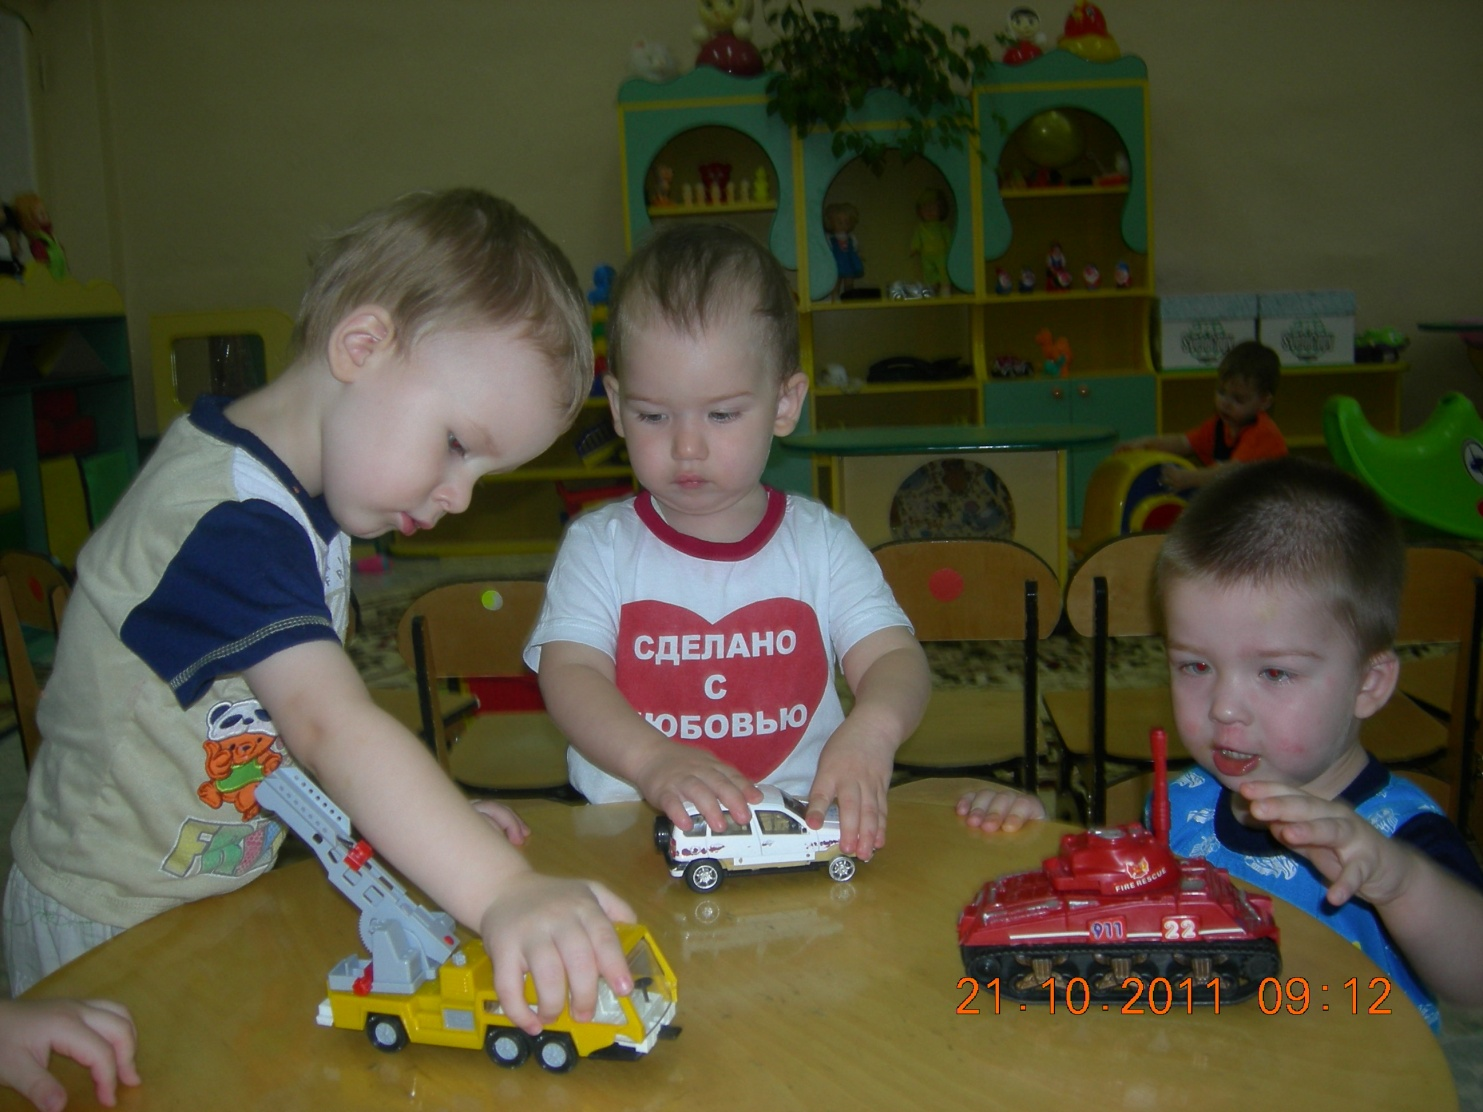 СДЕЛАНО
С
ЮБОВЬЮ
FIRE RESCUE
911 22
21.10.2011 09:12